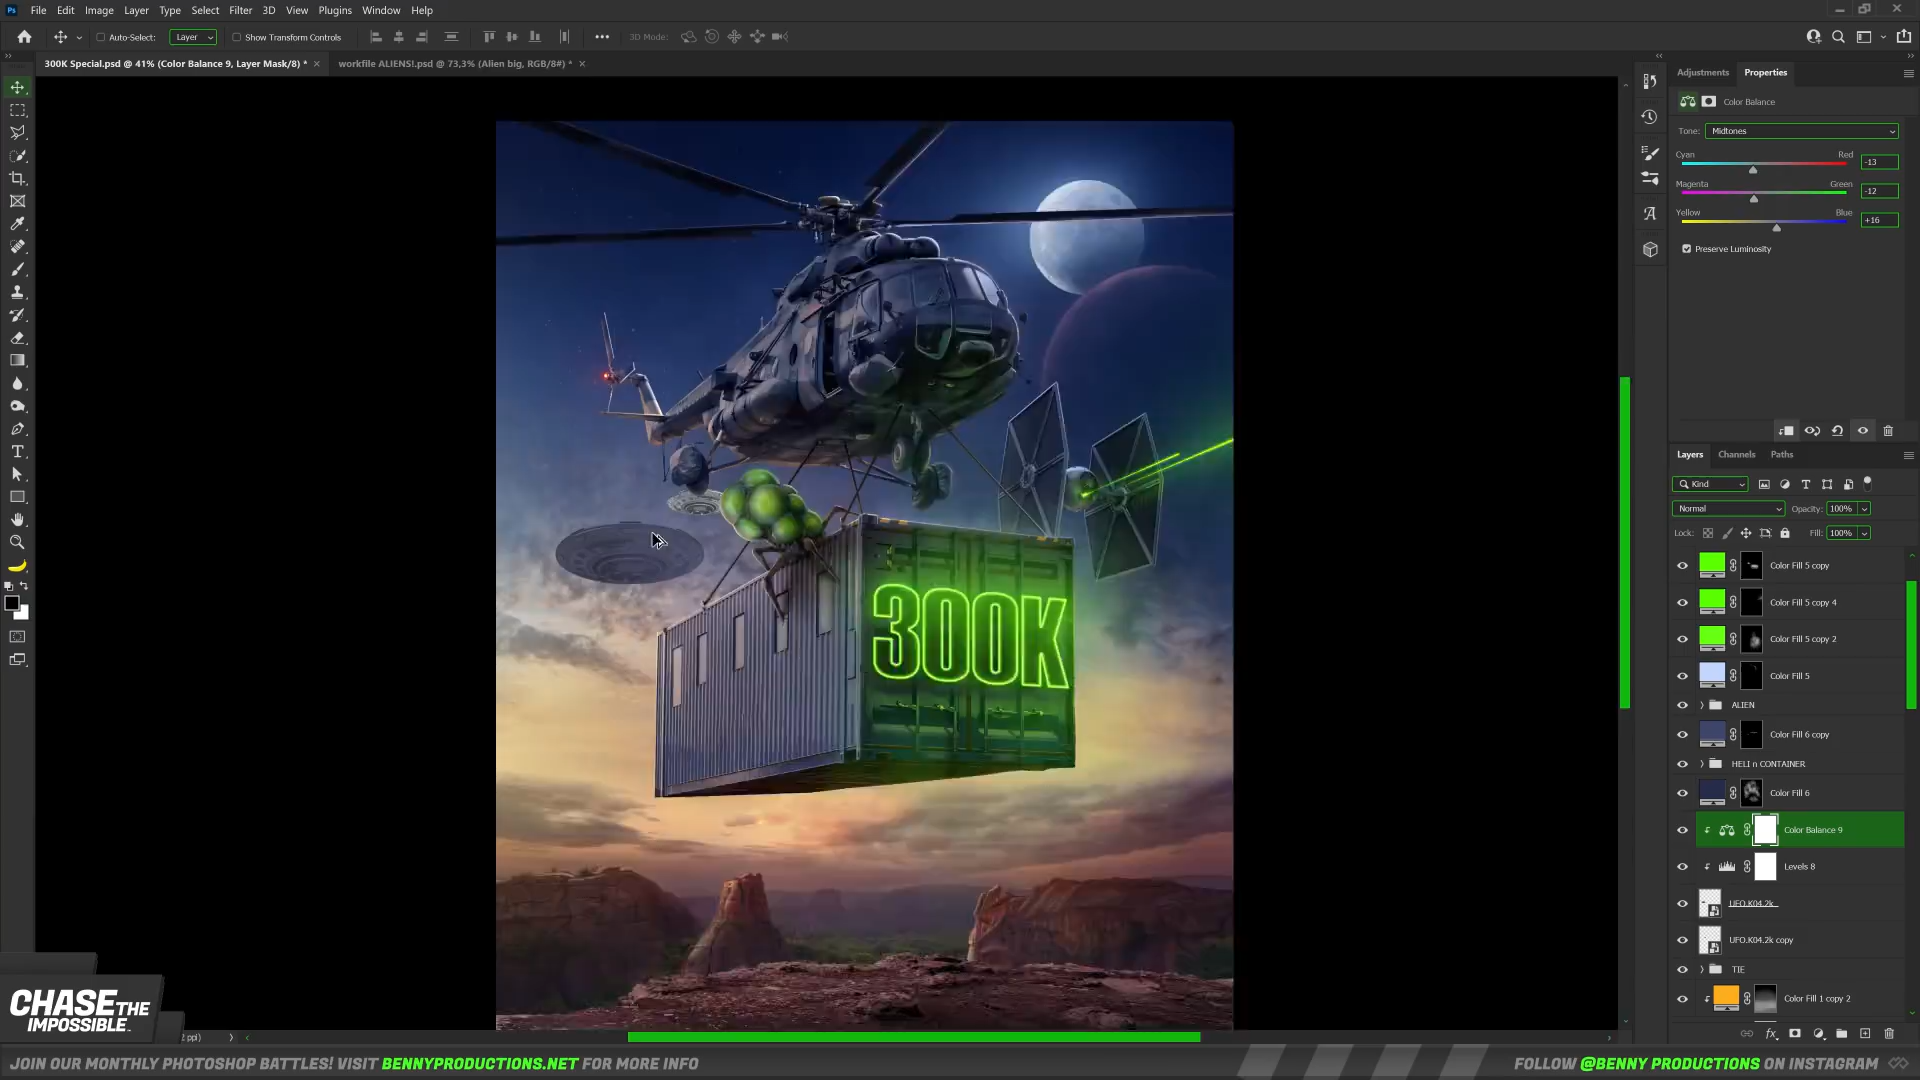 Ps File Edit Image Layer Type Select Filter 3D View Plugins Window Help
Auto-Select: Layer Show Transform Controls 3D Mode:
300K Special.psd @ 41% (Color Balance 9, Layer Mask/8) * × workfile ALIENS!.psd @ 73,3% (Alien big, RGB/8#) * ×
Adjustments Properties
Color Balance
Tone: Midtones
Cyan Red -13
Magenta Green -12
Yellow Blue +16
Preserve Luminosity
300K
Layers Channels Paths
Kind
Normal Opacity: 100%
Lock: Fill: 100%
Color Fill 5 copy
Color Fill 5 copy 4
Color Fill 5 copy 2
Color Fill 5
ALIEN
Color Fill 6 copy
HELI n CONTAINER
Color Fill 6
Color Balance 9
Levels 8
UFO.K04.2k
UFO.K04.2k copy
TIE
Color Fill 1 copy 2
fx
CHASE THE
IMPOSSIBLE.
ppi)
JOIN OUR MONTHLY PHOTOSHOP BATTLES! VISIT BENNYPRODUCTIONS.NET FOR MORE INFO
FOLLOW @BENNY PRODUCTIONS ON INSTAGRAM